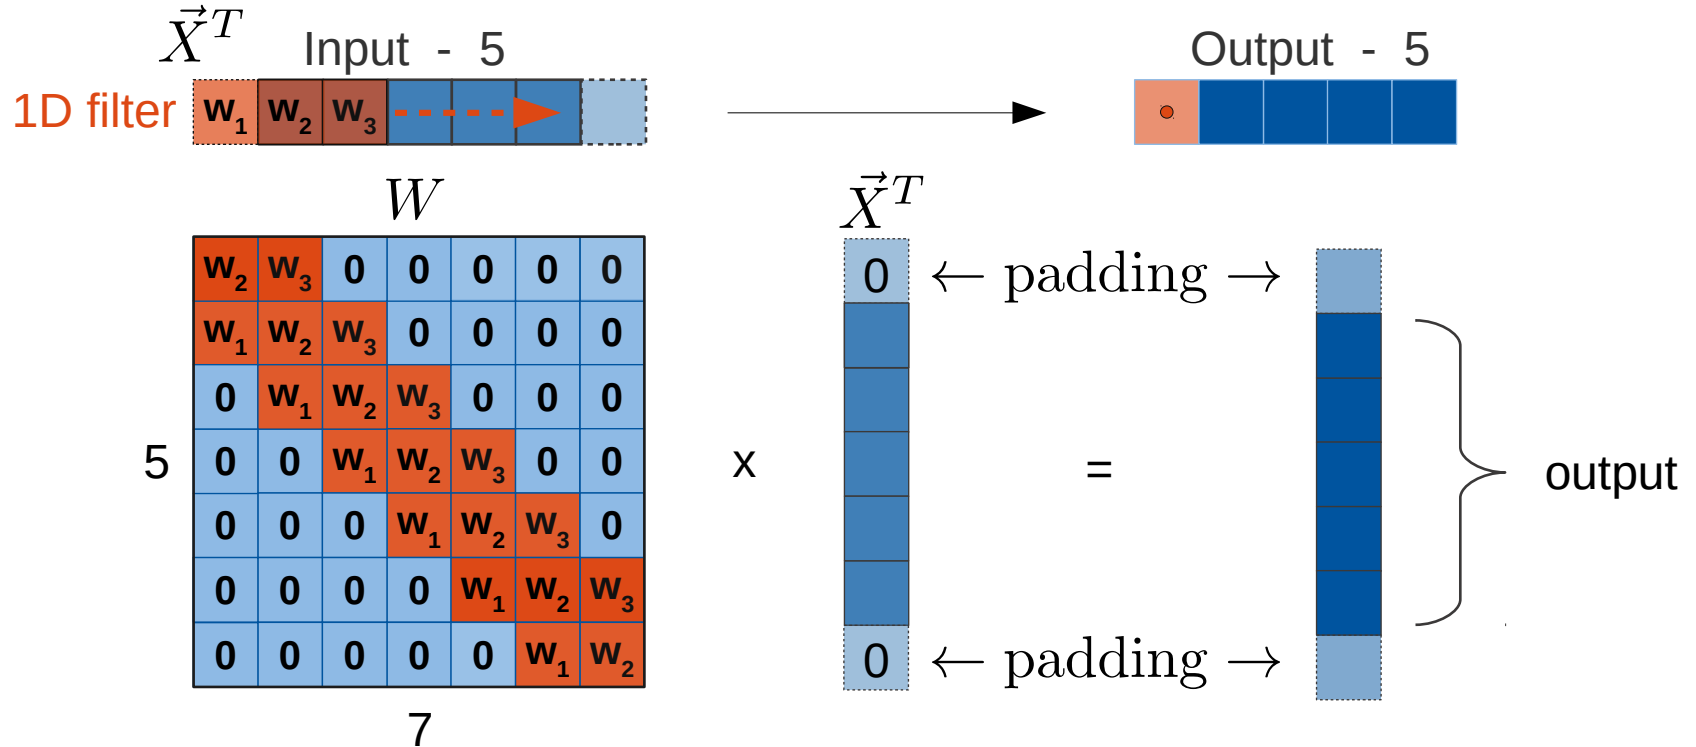 X⃗ᵀ
Input - 5
Output - 5
1D filter
w₁ w₂ w₃
W
X⃗ᵀ
w₂ w₃ 0 0 0 0 0
w₁ w₂ w₃ 0 0 0 0
0 w₁ w₂ w₃ 0 0 0
0 0 w₁ w₂ w₃ 0 0
0 0 0 w₁ w₂ w₃ 0
0 0 0 0 w₁ w₂ w₃
0 0 0 0 0 w₁ w₂
5
7
x
0 ← padding →
=
output
0 ← padding →